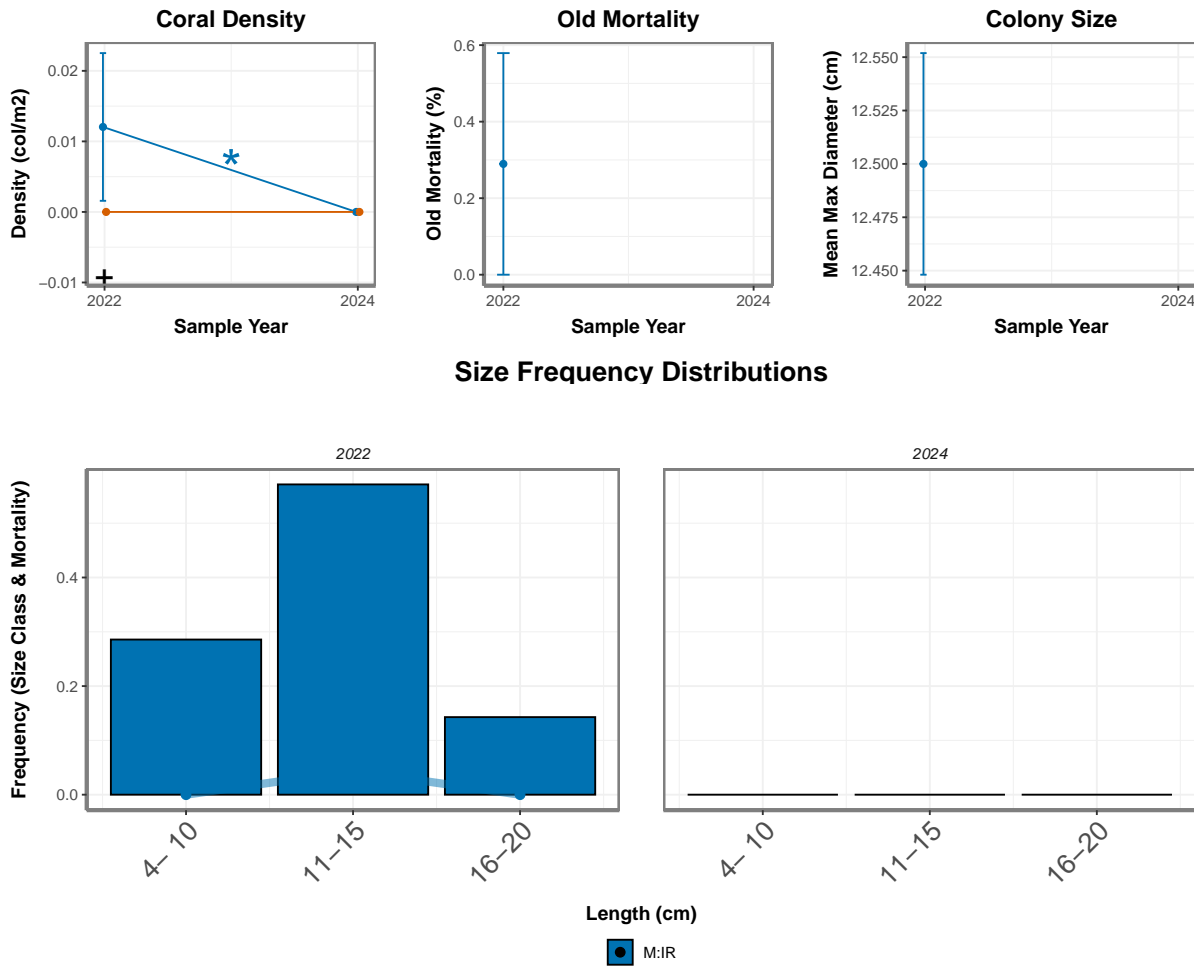 Coral Density
Old Mortality
Colony Size
Density (col/m2)
0.02
0.01
0.00
−0.01
*
+
2022
2024
Sample Year
Old Mortality (%)
0.6
0.4
0.2
0.0
2022
2024
Sample Year
Mean Max Diameter (cm)
12.550
12.525
12.500
12.475
12.450
2022
2024
Sample Year
Size Frequency Distributions
2022
2024
Frequency (Size Class & Mortality)
0.4
0.2
0.0
4– 10
11–15
16–20
4– 10
11–15
16–20
Length (cm)
M:IR